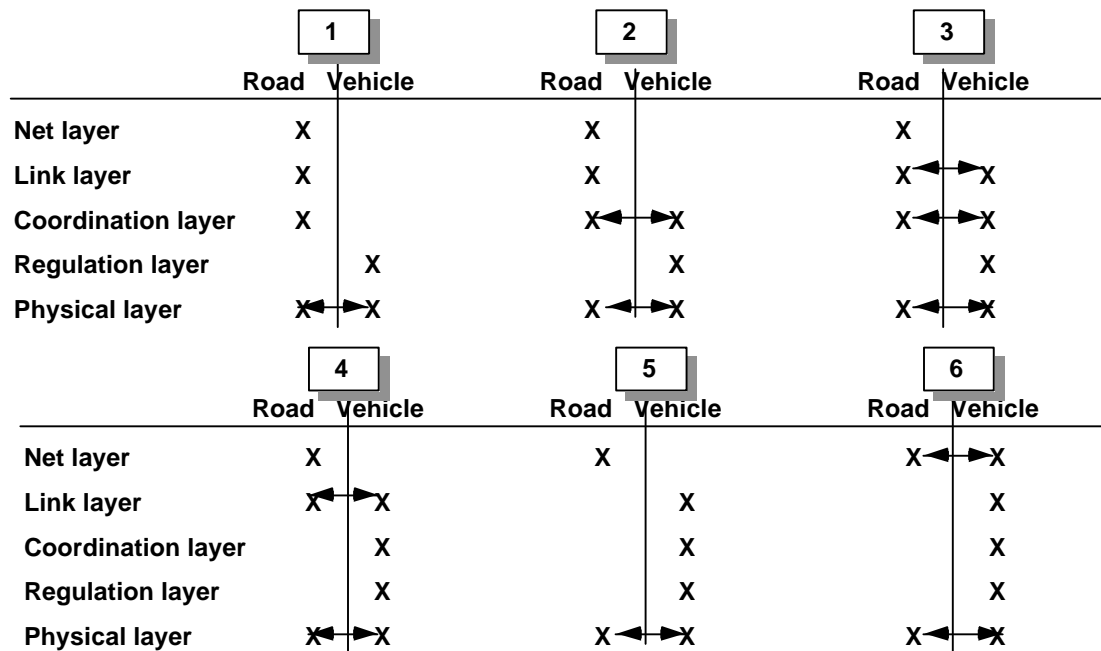 1 2 3
Road Vehicle Road Vehicle Road Vehicle
Net layer X X X
Link layer X X X X
Coordination layer X X X X X
Regulation layer X X X
Physical layer X X X X X X
4 5 6
Road Vehicle Road Vehicle Road Vehicle
Net layer X X X X
Link layer X X X X
Coordination layer X X X
Regulation layer X X X
Physical layer X X X X X X